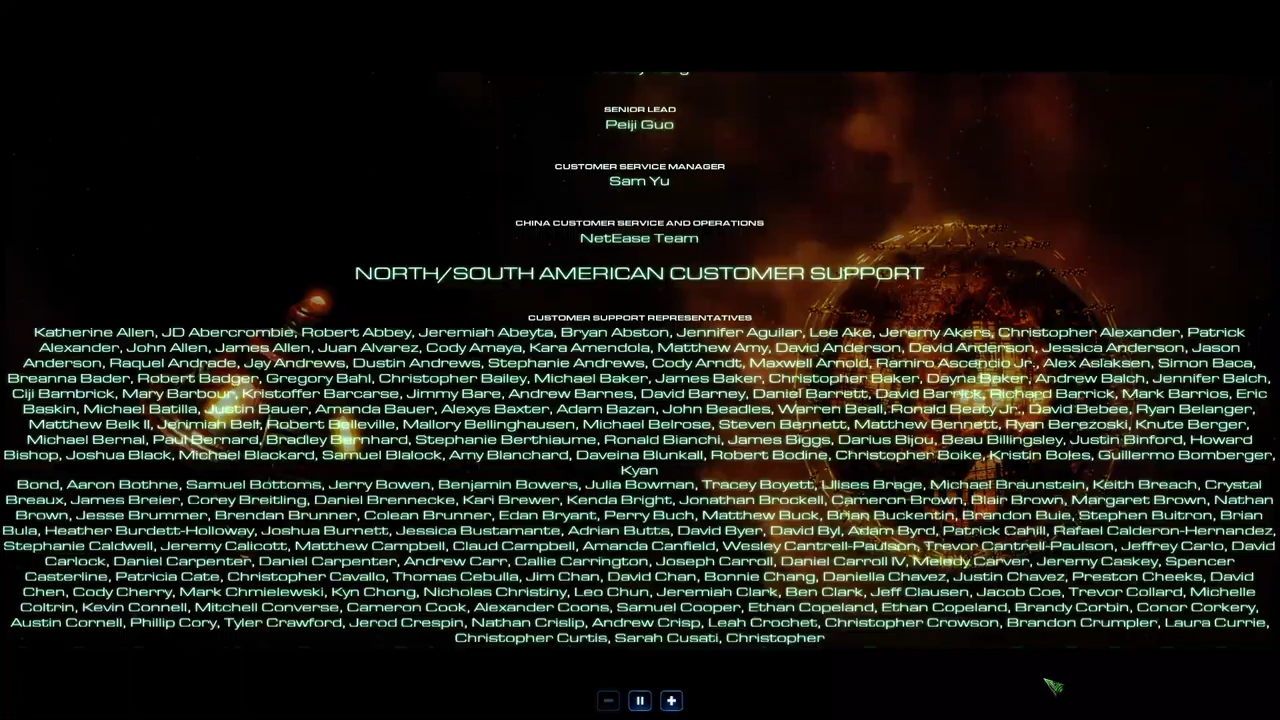 SENIOR LEAD
Peiji Guo
CUSTOMER SERVICE MANAGER
Sam Yu
CHINA CUSTOMER SERVICE AND OPERATIONS
NetEase Team
NORTH/SOUTH AMERICAN CUSTOMER SUPPORT
CUSTOMER SUPPORT REPRESENTATIVES
Katherine Allen, JD Abercrombie, Robert Abbey, Jeremiah Abeyta, Bryan Abston, Jennifer Aguilar, Lee Ake, Jeremy Akers, Christopher Alexander, Patrick
Alexander, John Allen, James Allen, Juan Alvarez, Cody Amaya, Kara Amendola, Matthew Amy, David Anderson, David Anderson, Jessica Anderson, Jason
Anderson, Raquel Andrade, Jay Andrews, Dustin Andrews, Stephanie Andrews, Cody Arndt, Maxwell Arnold, Ramiro Ascencio Jr., Alex Aslaksen, Simon Baca,
Breanna Bader, Robert Badger, Gregory Bahl, Christopher Bailey, Michael Baker, James Baker, Christopher Baker, Dayna Baker, Andrew Balch, Jennifer Balch,
Ciji Bambrick, Mary Barbour, Kristoffer Barcarse, Jimmy Bare, Andrew Barnes, David Barney, Daniel Barrett, David Barrick, Richard Barrick, Mark Barrios, Eric
Baskin, Michael Batilla, Justin Bauer, Amanda Bauer, Alexys Baxter, Adam Bazan, John Beadles, Warren Beall, Ronald Beaty Jr., David Bebee, Ryan Belanger,
Matthew Belk II, Jerimiah Belt, Robert Belleville, Mallory Bellinghausen, Michael Belrose, Steven Bennett, Matthew Bennett, Ryan Berezoski, Knute Berger,
Michael Bernal, Paul Bernard, Bradley Bernhard, Stephanie Berthiaume, Ronald Bianchi, James Biggs, Darius Bijou, Beau Billingsley, Justin Binford, Howard
Bishop, Joshua Black, Michael Blackard, Samuel Blalock, Amy Blanchard, Daveina Blunkall, Robert Bodine, Christopher Boike, Kristin Boles, Guillermo Bomberger,
Kyan
Bond, Aaron Bothne, Samuel Bottoms, Jerry Bowen, Benjamin Bowers, Julia Bowman, Tracey Boyett, Ulises Brage, Michael Braunstein, Keith Breach, Crystal
Breaux, James Breier, Corey Breitling, Daniel Brennecke, Kari Brewer, Kenda Bright, Jonathan Brockell, Cameron Brown, Blair Brown, Margaret Brown, Nathan
Brown, Jesse Brummer, Brendan Brunner, Colean Brunner, Edan Bryant, Perry Buch, Matthew Buck, Brian Buckentin, Brandon Buie, Stephen Buitron, Brian
Bula, Heather Burdett-Holloway, Joshua Burnett, Jessica Bustamante, Adrian Butts, David Byer, David Byl, Adam Byrd, Patrick Cahill, Rafael Calderon-Hernandez,
Stephanie Caldwell, Jeremy Calicott, Matthew Campbell, Claud Campbell, Amanda Canfield, Wesley Cantrell-Paulson, Trevor Cantrell-Paulson, Jeffrey Carlo, David
Carlock, Daniel Carpenter, Daniel Carpenter, Andrew Carr, Callie Carrington, Joseph Carroll, Daniel Carroll IV, Melody Carver, Jeremy Caskey, Spencer
Casterline, Patricia Cate, Christopher Cavallo, Thomas Cebulla, Jim Chan, David Chan, Bonnie Chang, Daniella Chavez, Justin Chavez, Preston Cheeks, David
Chen, Cody Cherry, Mark Chmielewski, Kyn Chong, Nicholas Christiny, Leo Chun, Jeremiah Clark, Ben Clark, Jeff Clausen, Jacob Coe, Trevor Collard, Michelle
Coltrin, Kevin Connell, Mitchell Converse, Cameron Cook, Alexander Coons, Samuel Cooper, Ethan Copeland, Ethan Copeland, Brandy Corbin, Conor Corkery,
Austin Cornell, Phillip Cory, Tyler Crawford, Jerod Crespin, Nathan Crislip, Andrew Crisp, Leah Crochet, Christopher Crowson, Brandon Crumpler, Laura Currie,
Christopher Curtis, Sarah Cusati, Christopher